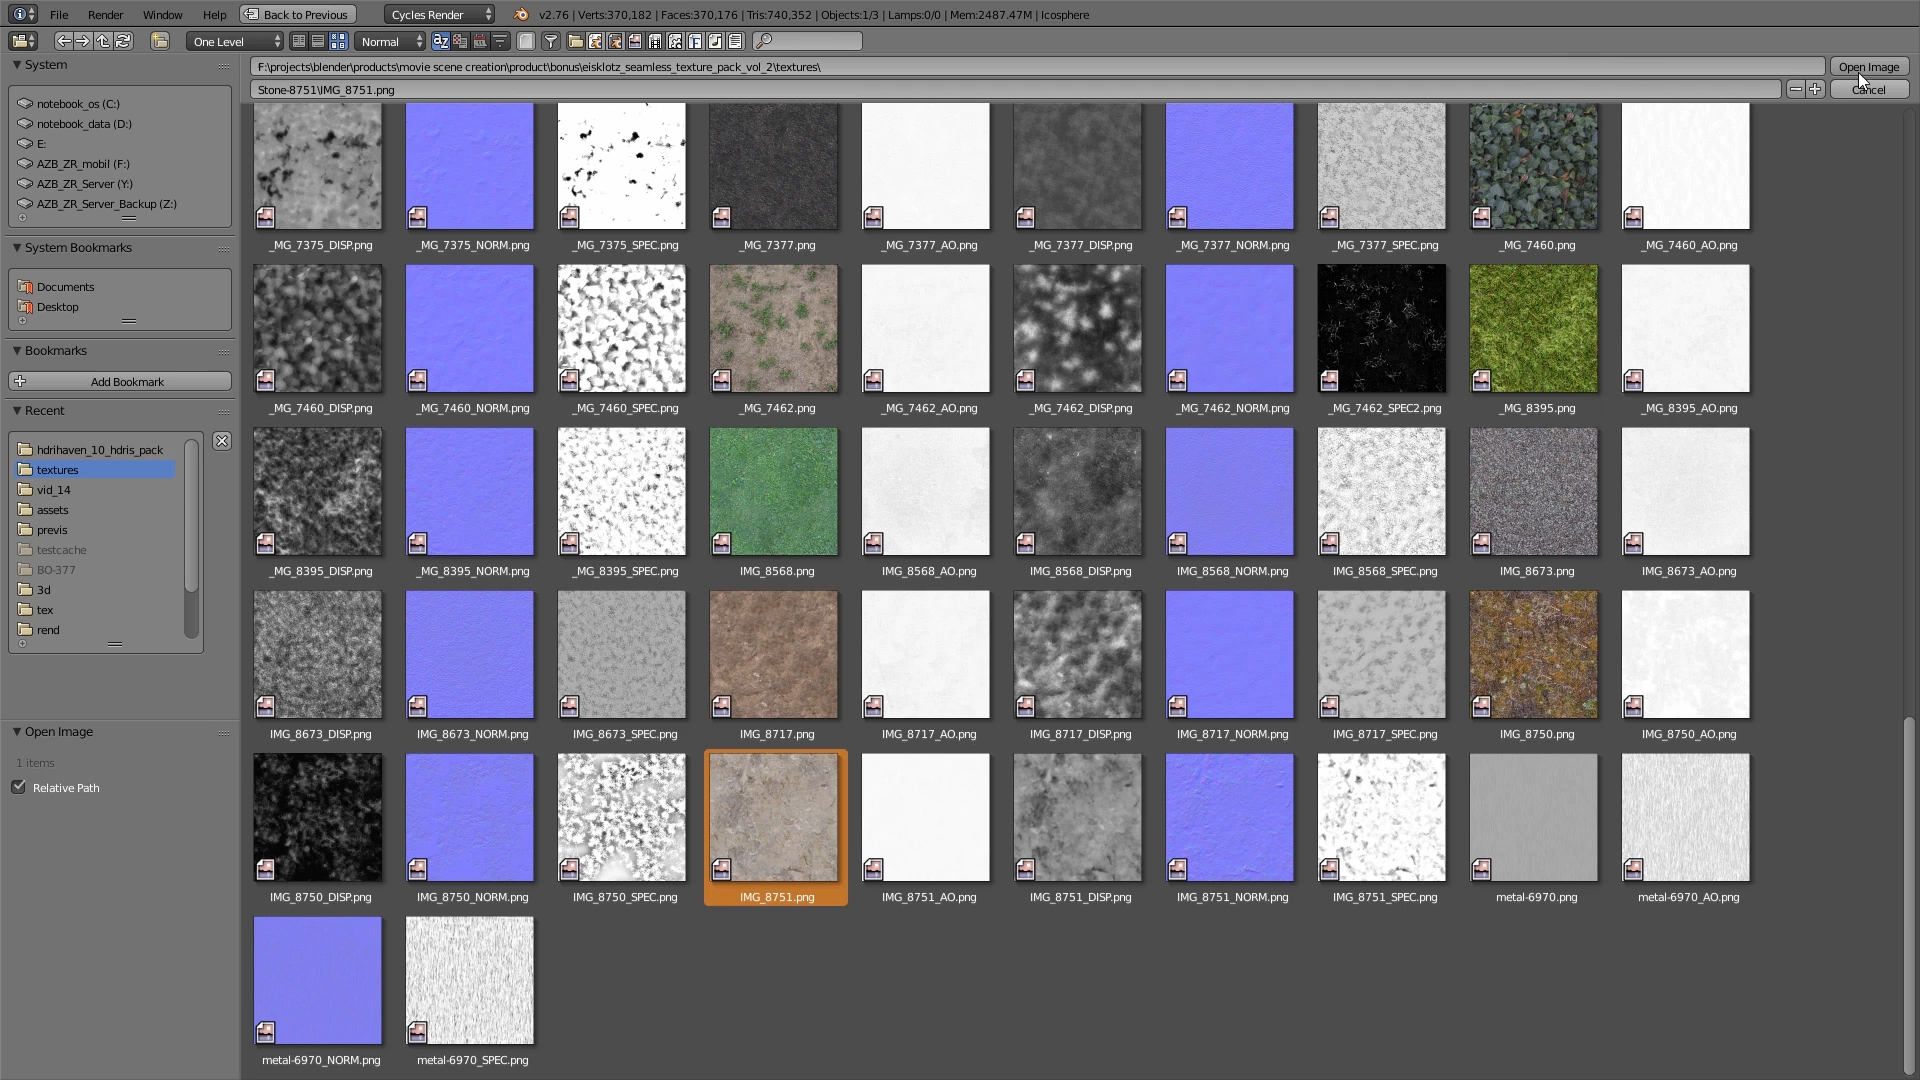 File Render Window Help Back to Previous Cycles Render v2.76 | Verts:370,182 | Faces:370,176 | Tris:740,352 | Objects:1/3 | Lamps:0/0 | Mem:2487.47M | Icosphere
One Level Normal
System
F:\projects\blender\products\movie scene creation\product\bonus\eisklotz_seamless_texture_pack_vol_2\textures\ Open Image
Stone-8751\IMG_8751.png Cancel
notebook_os (C:)
notebook_data (D:)
E:
AZB_ZR_mobil (F:)
AZB_ZR_Server (Y:)
AZB_ZR_Server_Backup (Z:)
System Bookmarks
Documents
Desktop
Bookmarks
Add Bookmark
Recent
hdrihaven_10_hdris_pack
textures
vid_14
assets
previs
testcache
BO-377
3d
tex
rend
Open Image
1 items
Relative Path
_MG_7375_DISP.png _MG_7375_NORM.png _MG_7375_SPEC.png _MG_7377.png _MG_7377_AO.png _MG_7377_DISP.png _MG_7377_NORM.png _MG_7377_SPEC.png _MG_7460.png _MG_7460_AO.png
_MG_7460_DISP.png _MG_7460_NORM.png _MG_7460_SPEC.png _MG_7462.png _MG_7462_AO.png _MG_7462_DISP.png _MG_7462_NORM.png _MG_7462_SPEC2.png _MG_8395.png _MG_8395_AO.png
_MG_8395_DISP.png _MG_8395_NORM.png _MG_8395_SPEC.png IMG_8568.png IMG_8568_AO.png IMG_8568_DISP.png IMG_8568_NORM.png IMG_8568_SPEC.png IMG_8673.png IMG_8673_AO.png
IMG_8673_DISP.png IMG_8673_NORM.png IMG_8673_SPEC.png IMG_8717.png IMG_8717_AO.png IMG_8717_DISP.png IMG_8717_NORM.png IMG_8717_SPEC.png IMG_8750.png IMG_8750_AO.png
IMG_8750_DISP.png IMG_8750_NORM.png IMG_8750_SPEC.png IMG_8751.png IMG_8751_AO.png IMG_8751_DISP.png IMG_8751_NORM.png IMG_8751_SPEC.png metal-6970.png metal-6970_AO.png
metal-6970_NORM.png metal-6970_SPEC.png